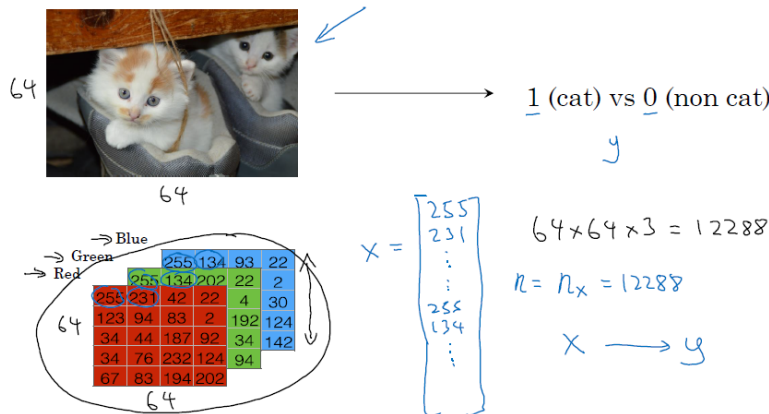 64
1 (cat) vs 0 (non cat)
y
64
Blue
Green
Red
255 134 93 22
255 134 202 22 2
255 231 42 22 4 30
123 94 83 2 192 124
34 44 187 92 34 142
34 76 232 124 94
67 83 194 202
64
64
x =
255
231
⋮
⋮
255
134
⋮
64×64×3 = 12288
n = nₓ = 12288
x → y